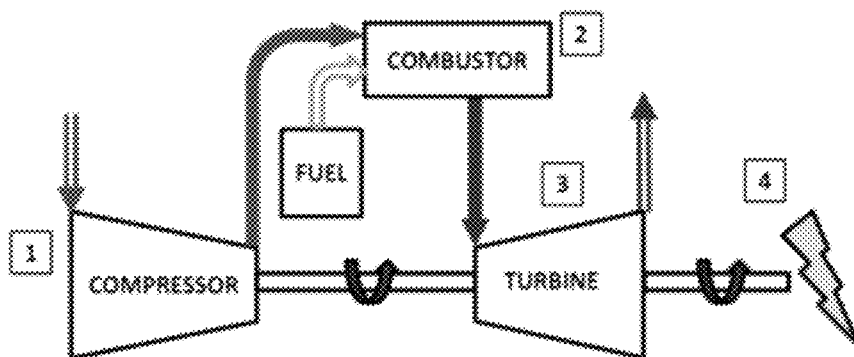 2
COMBUSTOR
FUEL
3
4
1
COMPRESSOR
TURBINE